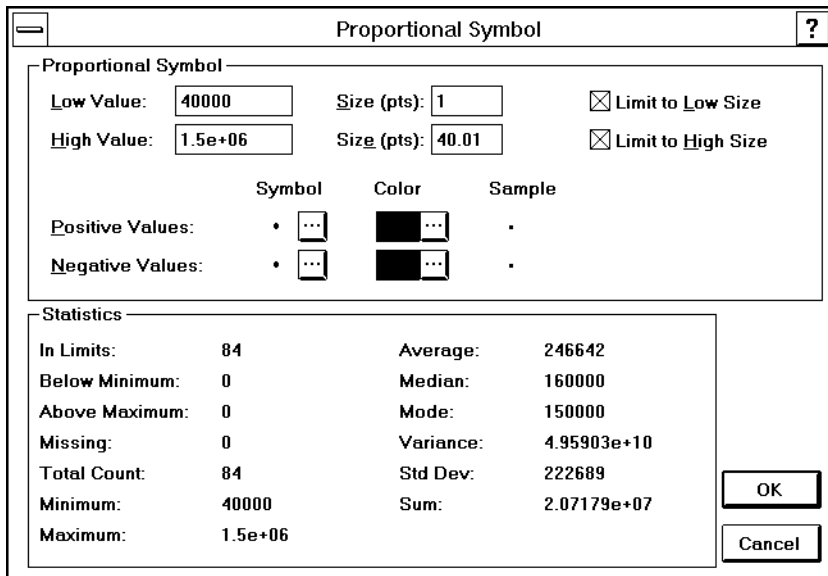 Proportional Symbol
?
Proportional Symbol
Low Value: 40000 Size (pts): 1 Limit to Low Size
High Value: 1.5e+06 Size (pts): 40.01 Limit to High Size
Symbol Color Sample
Positive Values: ... ...
Negative Values: ... ...
Statistics
In Limits: 84 Average: 246642
Below Minimum: 0 Median: 160000
Above Maximum: 0 Mode: 150000
Missing: 0 Variance: 4.95903e+10
Total Count: 84 Std Dev: 222689
Minimum: 40000 Sum: 2.07179e+07
Maximum: 1.5e+06
OK
Cancel